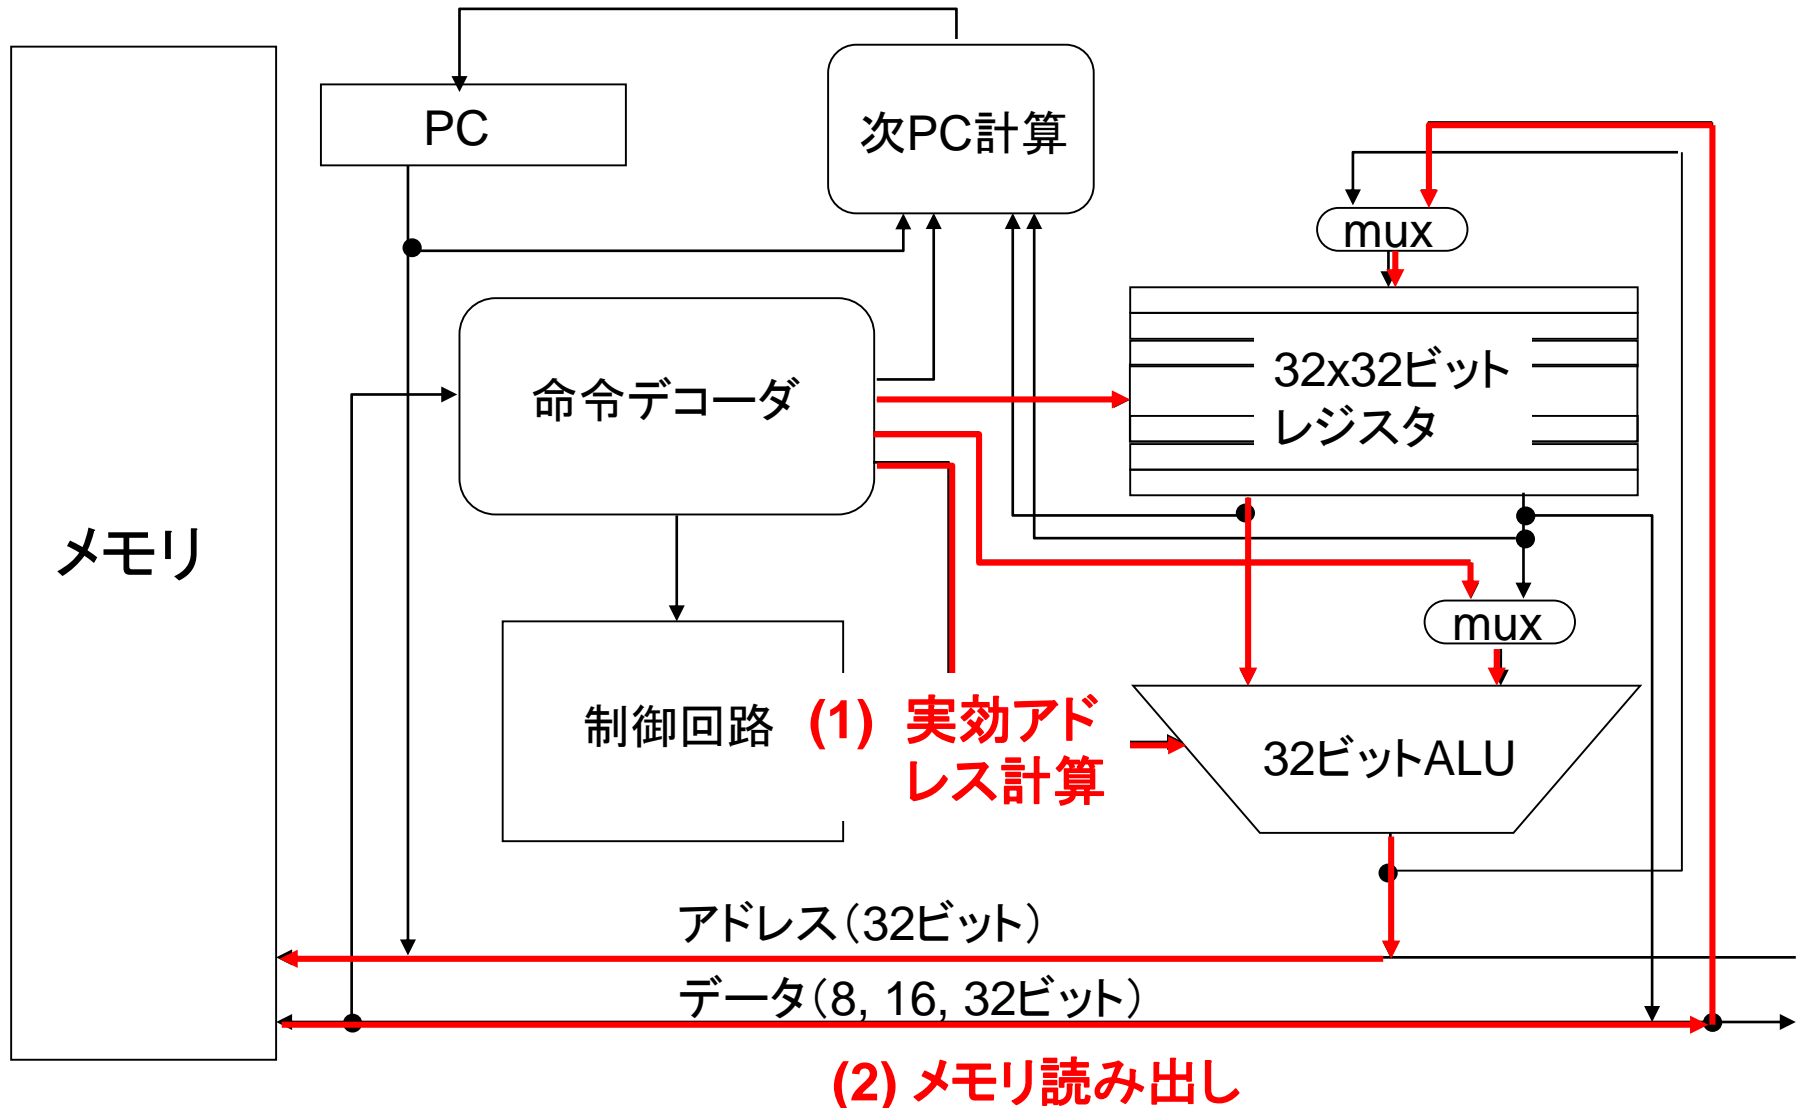 PC
次PC計算
mux
命令デコーダ
32x32ビット
レジスタ
メモリ
mux
制御回路
(1) 実効アド
レス計算
32ビットALU
アドレス(32ビット)
データ(8, 16, 32ビット)
(2) メモリ読み出し